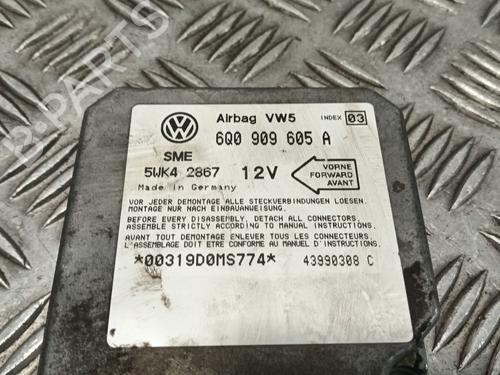 Airbag VW5 INDEX 03
6Q0 909 605 A
SME
5WK4 2867 12V
VORNE
FORWARD
AVANT
Made in Germany
VOR JEDER DEMONTAGE ALLE STECKVERBINDUNGEN LOESEN.
MONTAGE NUR NACH EINBAUANWEISUNG.
BEFORE EVERY DISASSEMBLY, DETACH ALL CONNECTORS.
ASSEMBLE STRICTLY ACCORDING TO MANUAL INSTRUCTIONS.
AVANT TOUT DEMONTAGE ENLEVER TOUS LES CONNECTEURS.
L'ASSEMBLAGE DOIT ETRE CONFORME AU MANUEL D'INSTRUCTIONS.
*00319D0MS774* 43990308 C